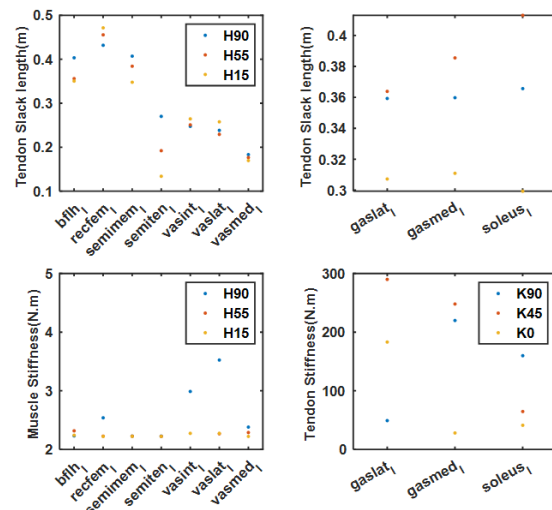 Tendon Slack length(m)
0.5
0.4
0.3
0.2
0.1
H90
H55
H15
bflh_l
recfem_l
semimem_l
semiten_l
vasint_l
vaslat_l
vasmed_l
Tendon Slack length(m)
0.4
0.38
0.36
0.34
0.32
0.3
gaslat_l
gasmed_l
soleus_l
Muscle Stiffness(N.m)
5
4
3
2
H90
H55
H15
bflh_l
recfem_l
semimem_l
semiten_l
vasint_l
vaslat_l
vasmed_l
Tendon Stiffness(N.m)
300
200
100
0
K90
K45
K0
gaslat_l
gasmed_l
soleus_l